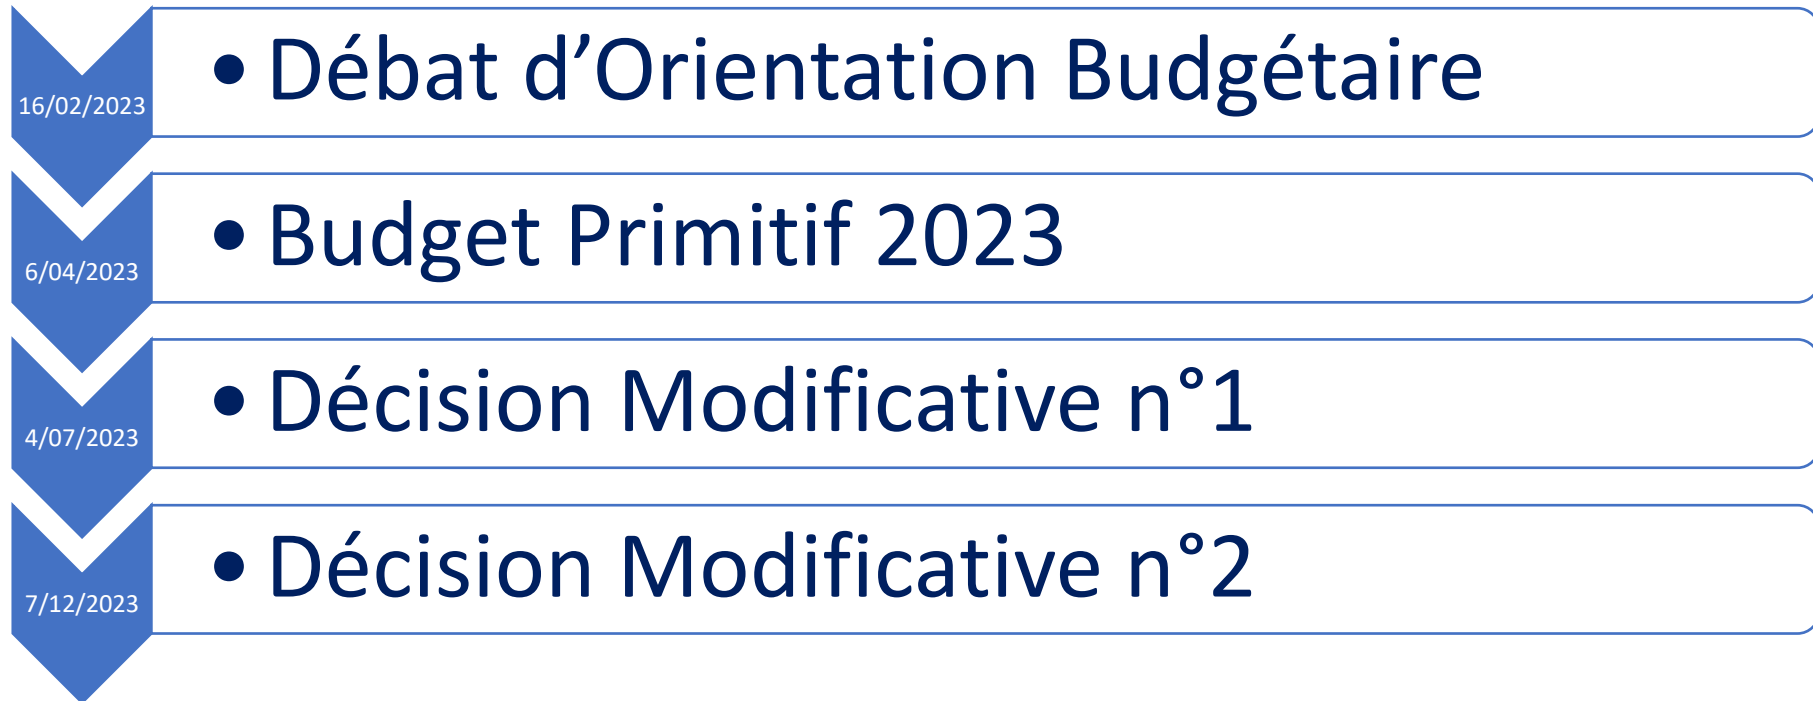 16/02/2023
• Débat d’Orientation Budgétaire
6/04/2023
• Budget Primitif 2023
4/07/2023
• Décision Modificative n°1
7/12/2023
• Décision Modificative n°2